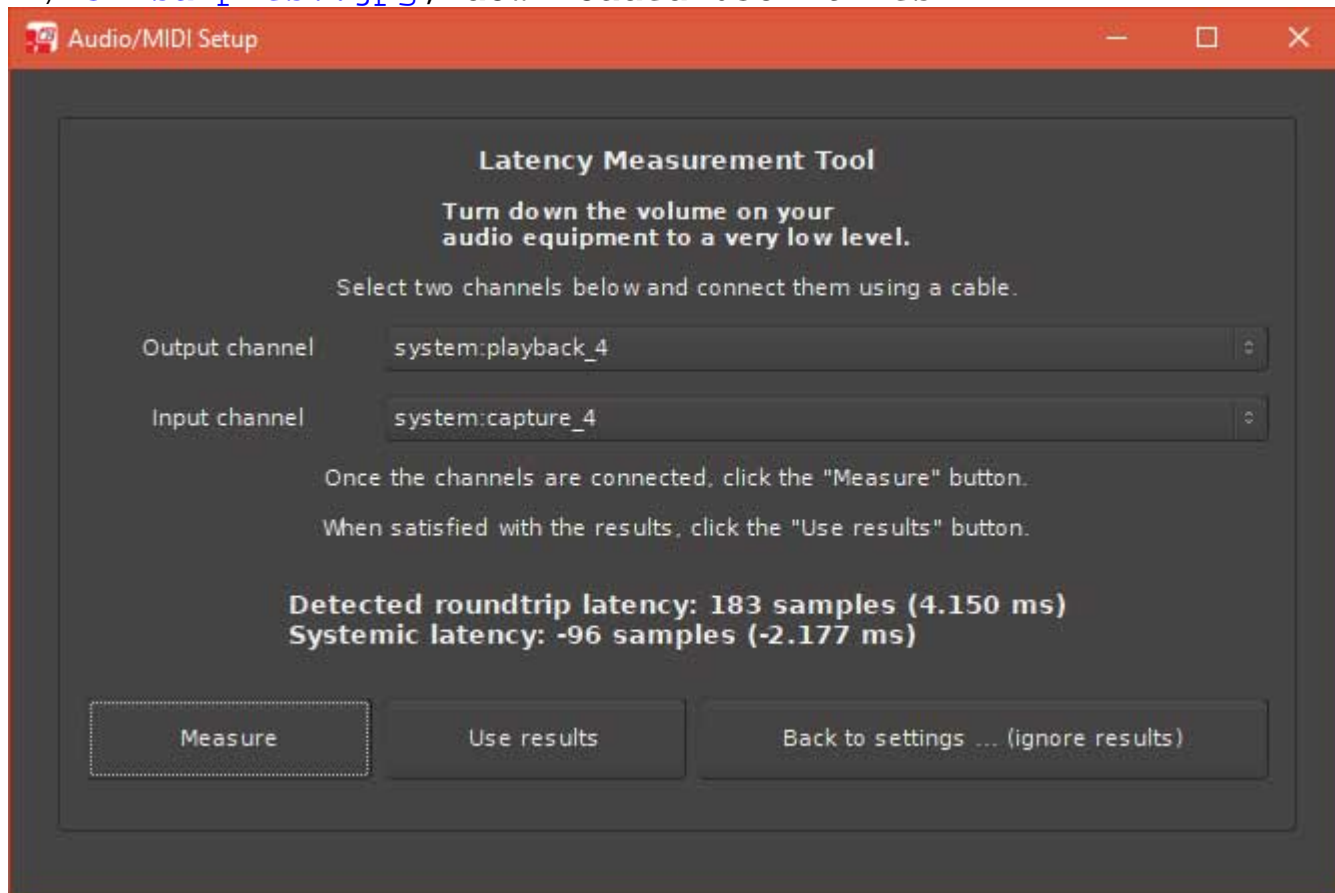 Audio/MIDI Setup
Latency Measurement Tool
Turn down the volume on your
audio equipment to a very low level.
Select two channels below and connect them using a cable.
Output channel system:playback_4
Input channel system:capture_4
Once the channels are connected, click the "Measure" button.
When satisfied with the results, click the "Use results" button.
Detected roundtrip latency: 183 samples (4.150 ms)
Systemic latency: -96 samples (-2.177 ms)
Measure Use results Back to settings ... (ignore results)